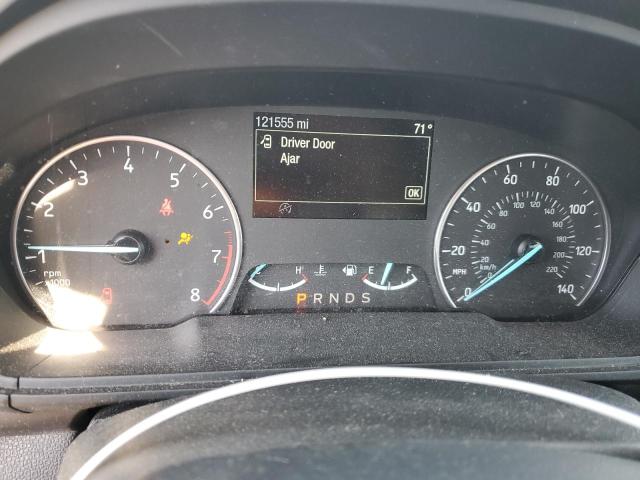 121555 mi 71°
Driver Door
Ajar
OK
1 2 3 4 5 6 7 8
rpm
x1000
H E F
P R N D S
0 20 40 60 80 100 120 140
MPH
0 20 40 60 80 100 120 140 160 180 200 220
km/h